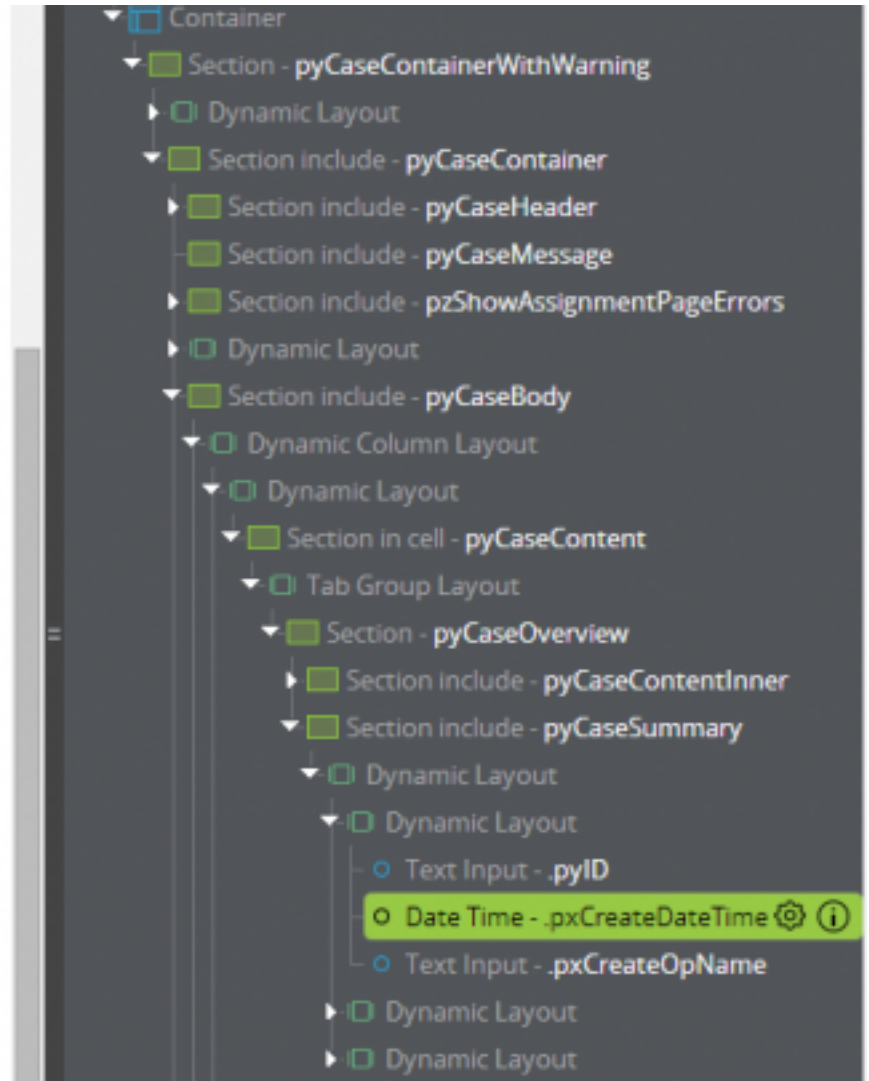 Container
Section - pyCaseContainerWithWarning
Dynamic Layout
Section include - pyCaseContainer
Section include - pyCaseHeader
Section include - pyCaseMessage
Section include - pzShowAssignmentPageErrors
Dynamic Layout
Section include - pyCaseBody
Dynamic Column Layout
Dynamic Layout
Section in cell - pyCaseContent
Tab Group Layout
Section - pyCaseOverview
Section include - pyCaseContentInner
Section include - pyCaseSummary
Dynamic Layout
Dynamic Layout
Text Input - .pyID
Date Time - .pxCreateDateTime
Text Input - .pxCreateOpName
Dynamic Layout
Dynamic Layout